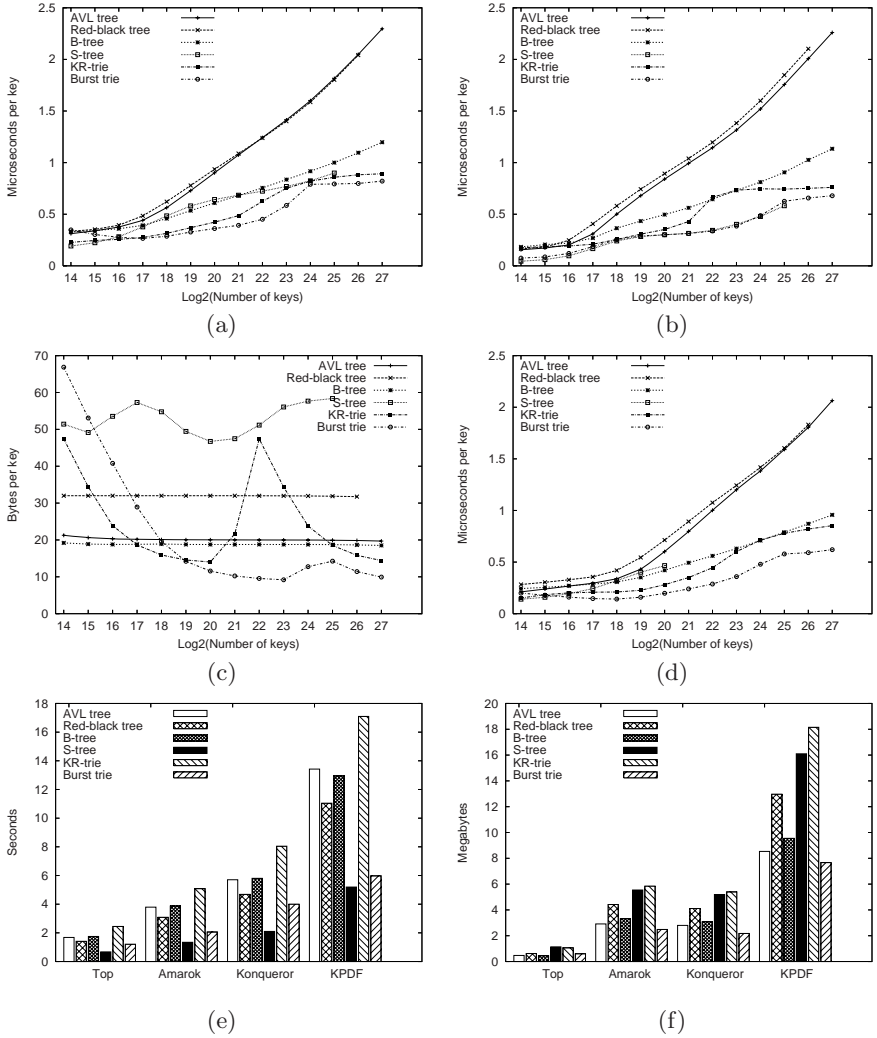 2.5
2
1.5
1
0.5
0
Microseconds per key
AVL tree
Red-black tree
B-tree
S-tree
KR-trie
Burst trie
14 15 16 17 18 19 20 21 22 23 24 25 26 27
Log2(Number of keys)
(a)
2.5
2
1.5
1
0.5
0
Microseconds per key
AVL tree
Red-black tree
B-tree
S-tree
KR-trie
Burst trie
14 15 16 17 18 19 20 21 22 23 24 25 26 27
Log2(Number of keys)
(b)
70
60
50
40
30
20
10
0
Bytes per key
AVL tree
Red-black tree
B-tree
S-tree
KR-trie
Burst trie
14 15 16 17 18 19 20 21 22 23 24 25 26 27
Log2(Number of keys)
(c)
2.5
2
1.5
1
0.5
0
Microseconds per key
AVL tree
Red-black tree
B-tree
S-tree
KR-trie
Burst trie
14 15 16 17 18 19 20 21 22 23 24 25 26 27
Log2(Number of keys)
(d)
18
16
14
12
10
8
6
4
2
0
Seconds
AVL tree
Red-black tree
B-tree
S-tree
KR-trie
Burst trie
Top Amarok Konqueror KPDF
(e)
20
18
16
14
12
10
8
6
4
2
0
Megabytes
AVL tree
Red-black tree
B-tree
S-tree
KR-trie
Burst trie
Top Amarok Konqueror KPDF
(f)